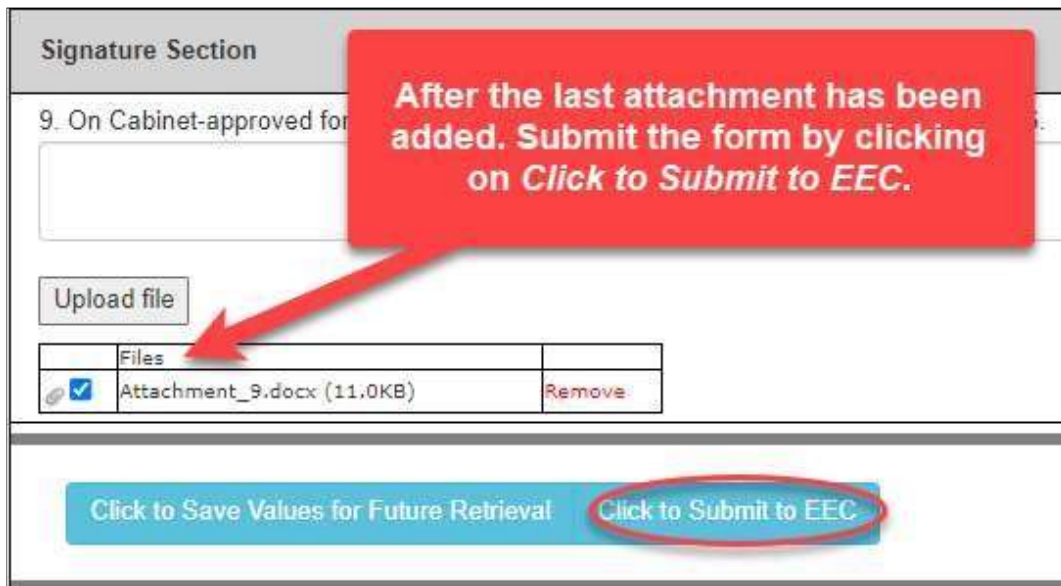 Signature Section
After the last attachment has been
added. Submit the form by clicking
on Click to Submit to EEC.
9. On Cabinet-approved for
Upload file
Files
Attachment_9.docx (11.0KB) Remove
Click to Save Values for Future Retrieval Click to Submit to EEC